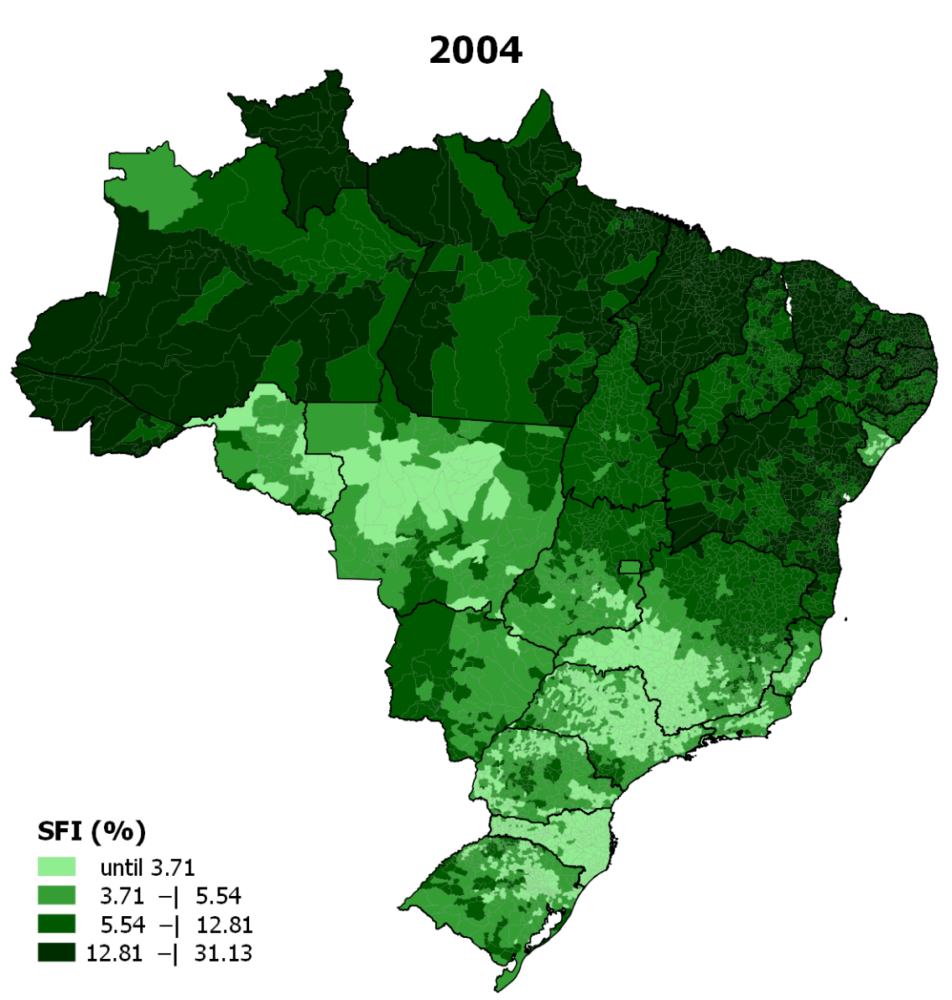 2004
SFI (%)
until 3.71
3.71 –| 5.54
5.54 –| 12.81
12.81 –| 31.13